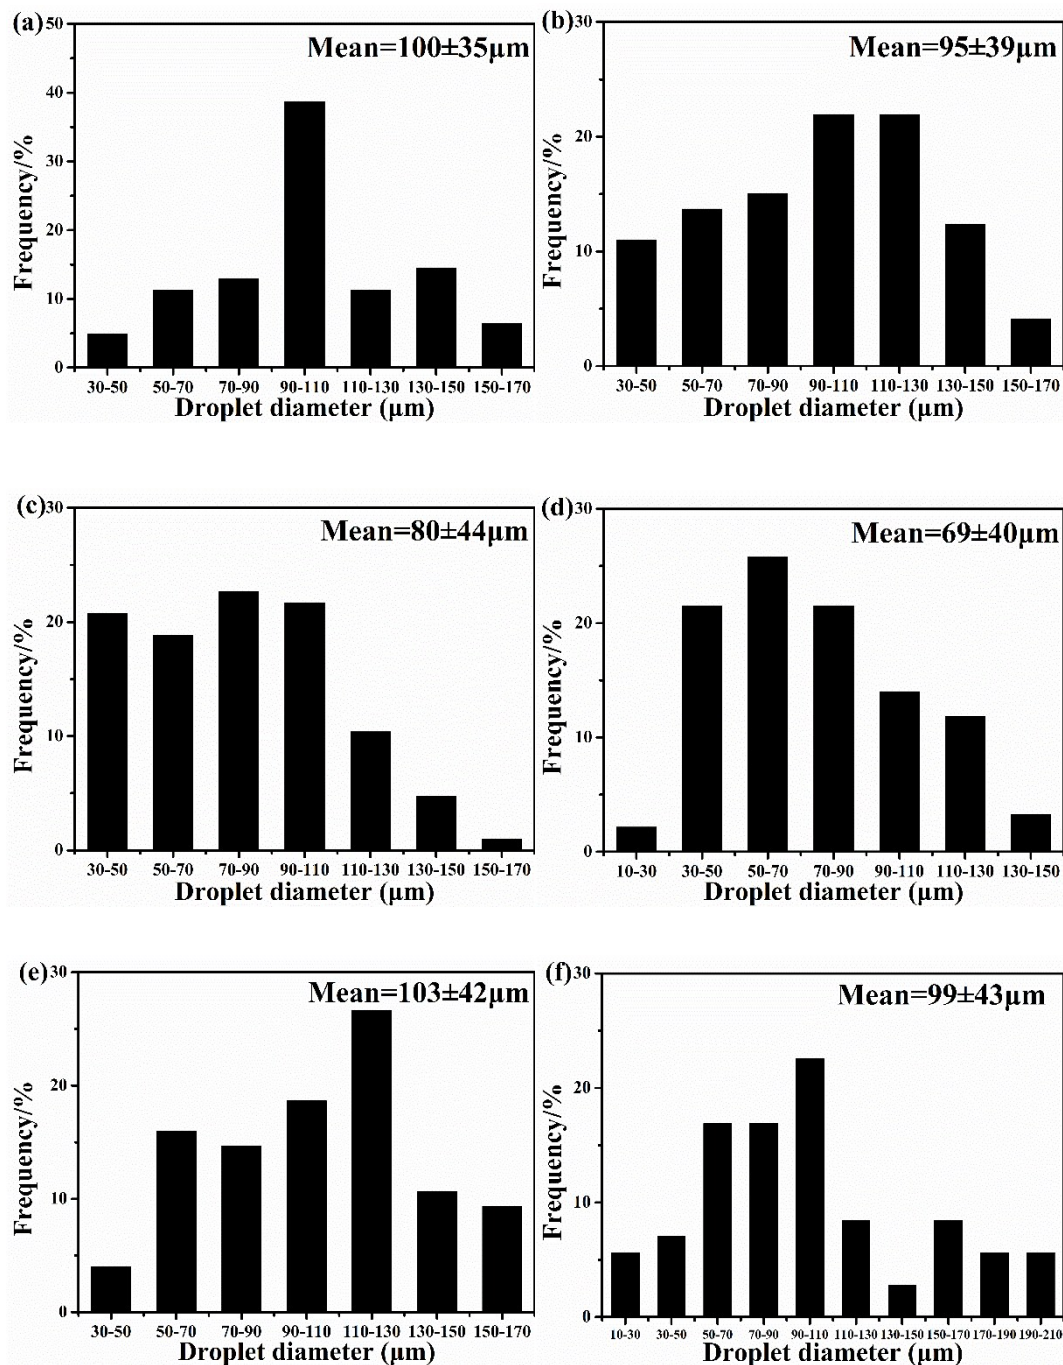 (a)
Mean=100±35μm
Frequency/%
50
40
30
20
10
0
30-50 50-70 70-90 90-110 110-130 130-150 150-170
Droplet diameter (μm)
(b)
Mean=95±39μm
Frequency/%
30
20
10
0
30-50 50-70 70-90 90-110 110-130 130-150 150-170
Droplet diameter (μm)
(c)
Mean=80±44μm
Frequency/%
30
20
10
0
30-50 50-70 70-90 90-110 110-130 130-150 150-170
Droplet diameter (μm)
(d)
Mean=69±40μm
Frequency/%
30
20
10
0
10-30 30-50 50-70 70-90 90-110 110-130 130-150
Droplet diameter (μm)
(e)
Mean=103±42μm
Frequency/%
30
20
10
0
30-50 50-70 70-90 90-110 110-130 130-150 150-170
Droplet diameter (μm)
(f)
Mean=99±43μm
Frequency/%
30
20
10
0
10-30 30-50 50-70 70-90 90-110 110-130 130-150 150-170 170-190 190-210
Droplet diameter (μm)